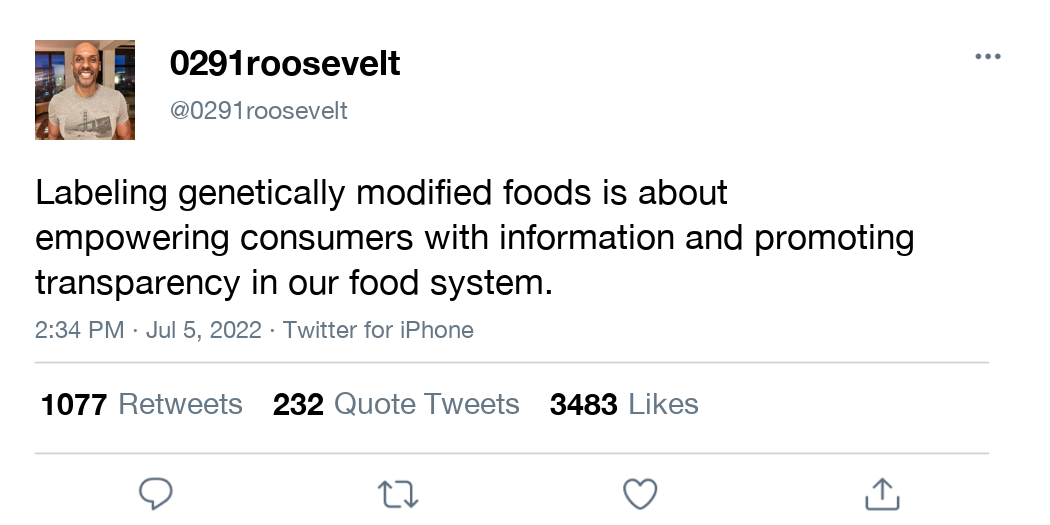 0291roosevelt
@0291roosevelt
Labeling genetically modified foods is about
empowering consumers with information and promoting
transparency in our food system.
2:34 PM · Jul 5, 2022 · Twitter for iPhone
1077 Retweets 232 Quote Tweets 3483 Likes